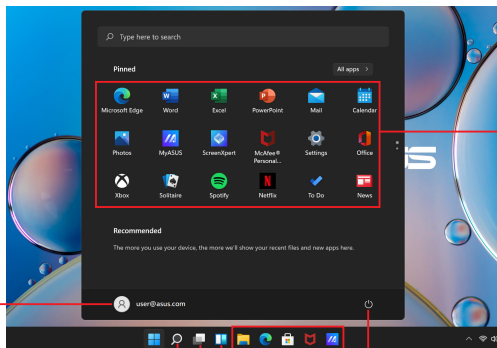 Type here to search
Pinned
All apps >
Microsoft Edge Word Excel PowerPoint Mail Calendar
Photos MyASUS ScreenXpert McAfee® Personal... Settings Office
Xbox Solitaire Spotify Netflix To Do News
Recommended
The more you use your device, the more we'll show your recent files and new apps here.
user@asus.com